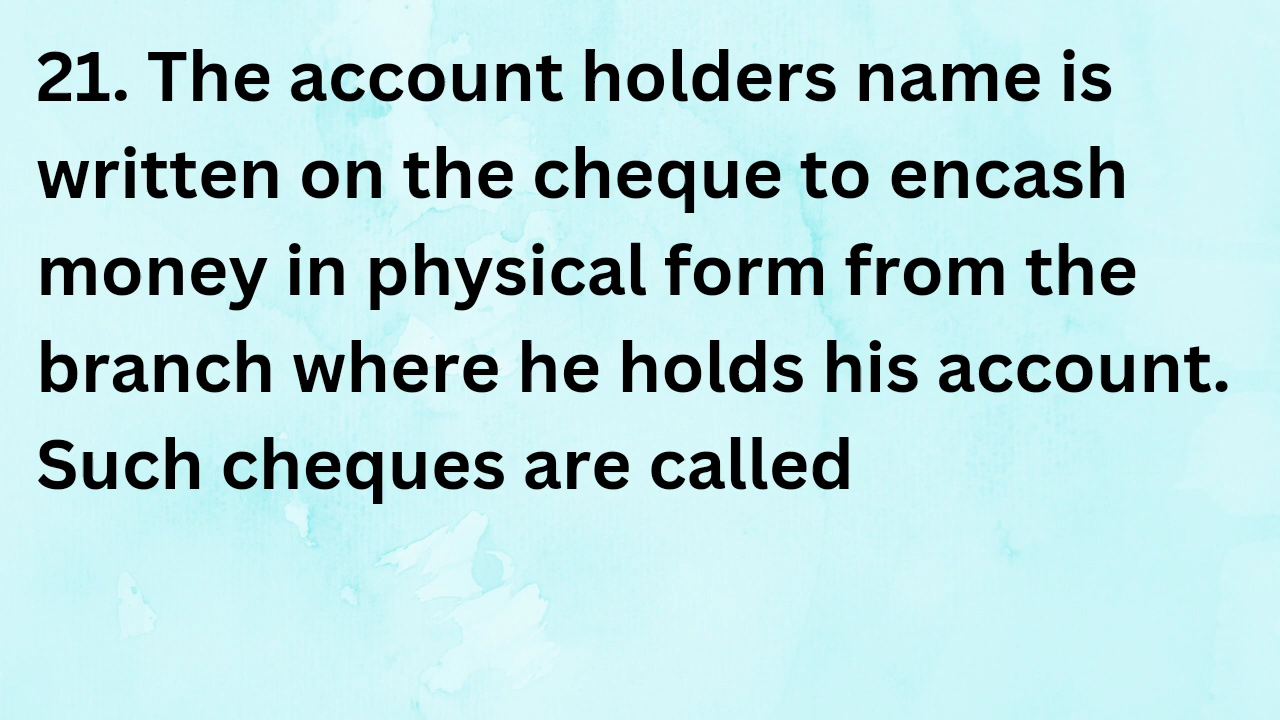 21. The account holders name is
written on the cheque to encash
money in physical form from the
branch where he holds his account.
Such cheques are called